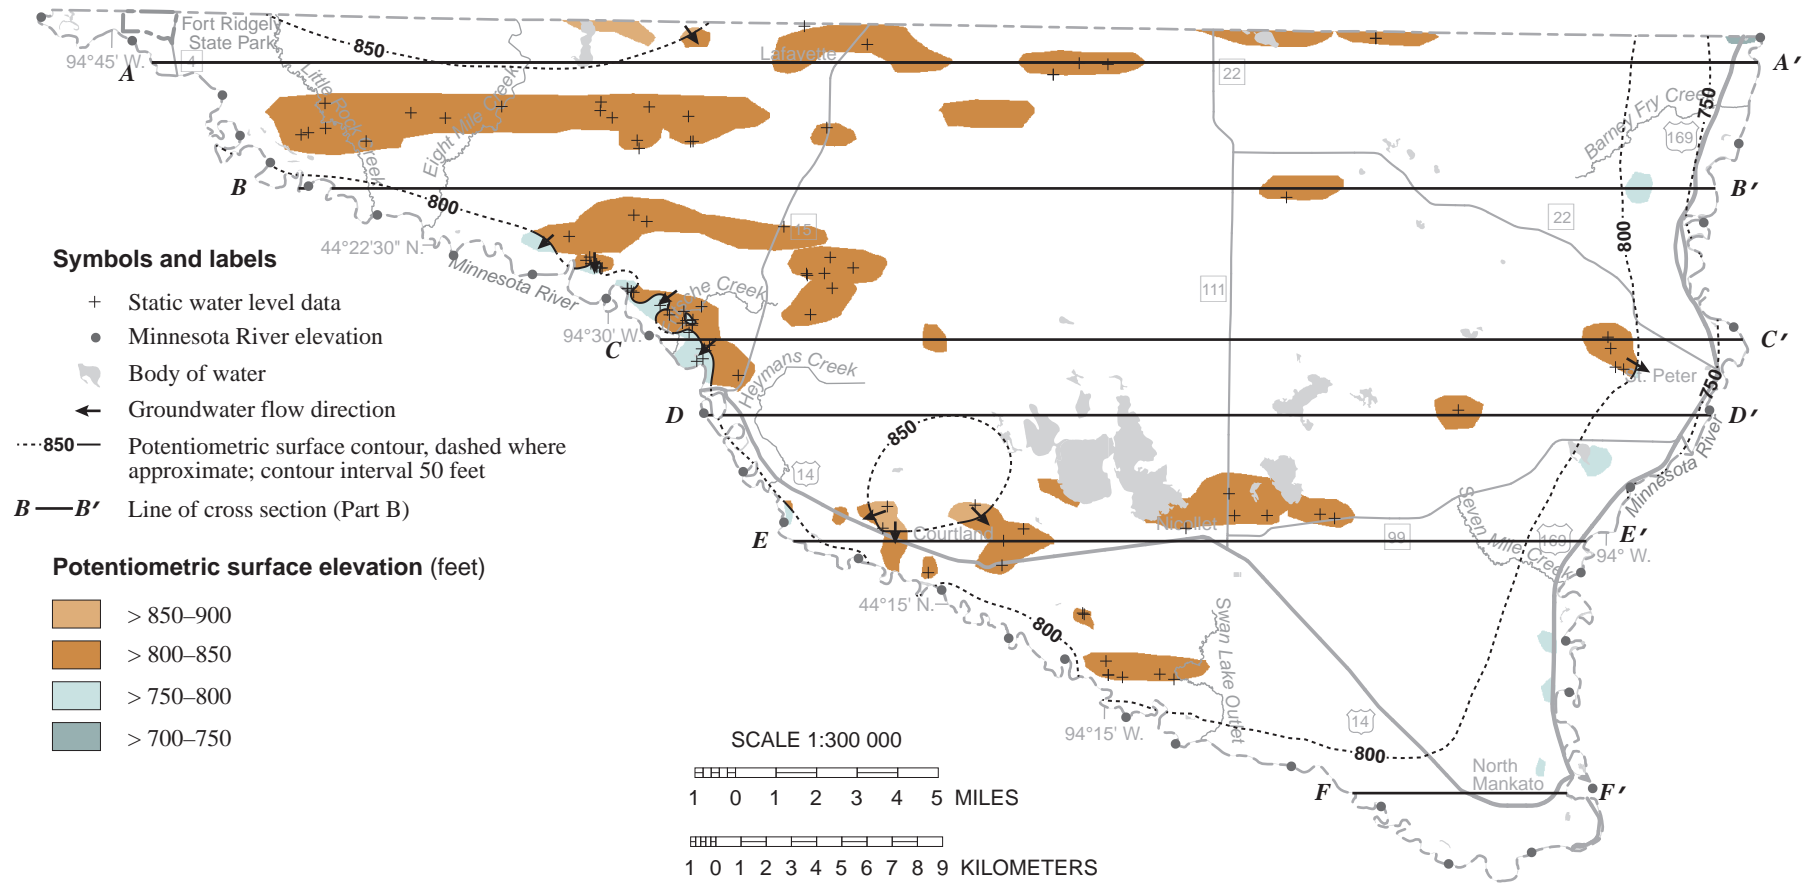 Fort Ridgely
State Park
850
94°45' W.
4
A
A′
Lafayette
22
750
Barney Fry Creek
169
Little Rock Creek
Eight Mile Creek
B
B′
800
15
22
800
44°22'30" N.
Minnesota River
Symbols and labels
Static water level data
Minnesota River elevation
Body of water
Groundwater flow direction
850
Potentiometric surface contour, dashed where
approximate; contour interval 50 feet
B
B′
Line of cross section (Part B)
111
94°30' W.
C
C′
Heymans Creek
St. Peter
750
D
D′
850
14
Minnesota River
Nicollet
Courtland
Seven Mile Creek
99
169
E
E′
94° W.
Potentiometric surface elevation (feet)
> 850–900
> 800–850
> 750–800
> 700–750
44°15' N.
800
Swan Lake Outlet
94°15' W.
14
800
North
Mankato
F
F′
SCALE 1:300 000
1 0 1 2 3 4 5 MILES
1 0 1 2 3 4 5 6 7 8 9 KILOMETERS